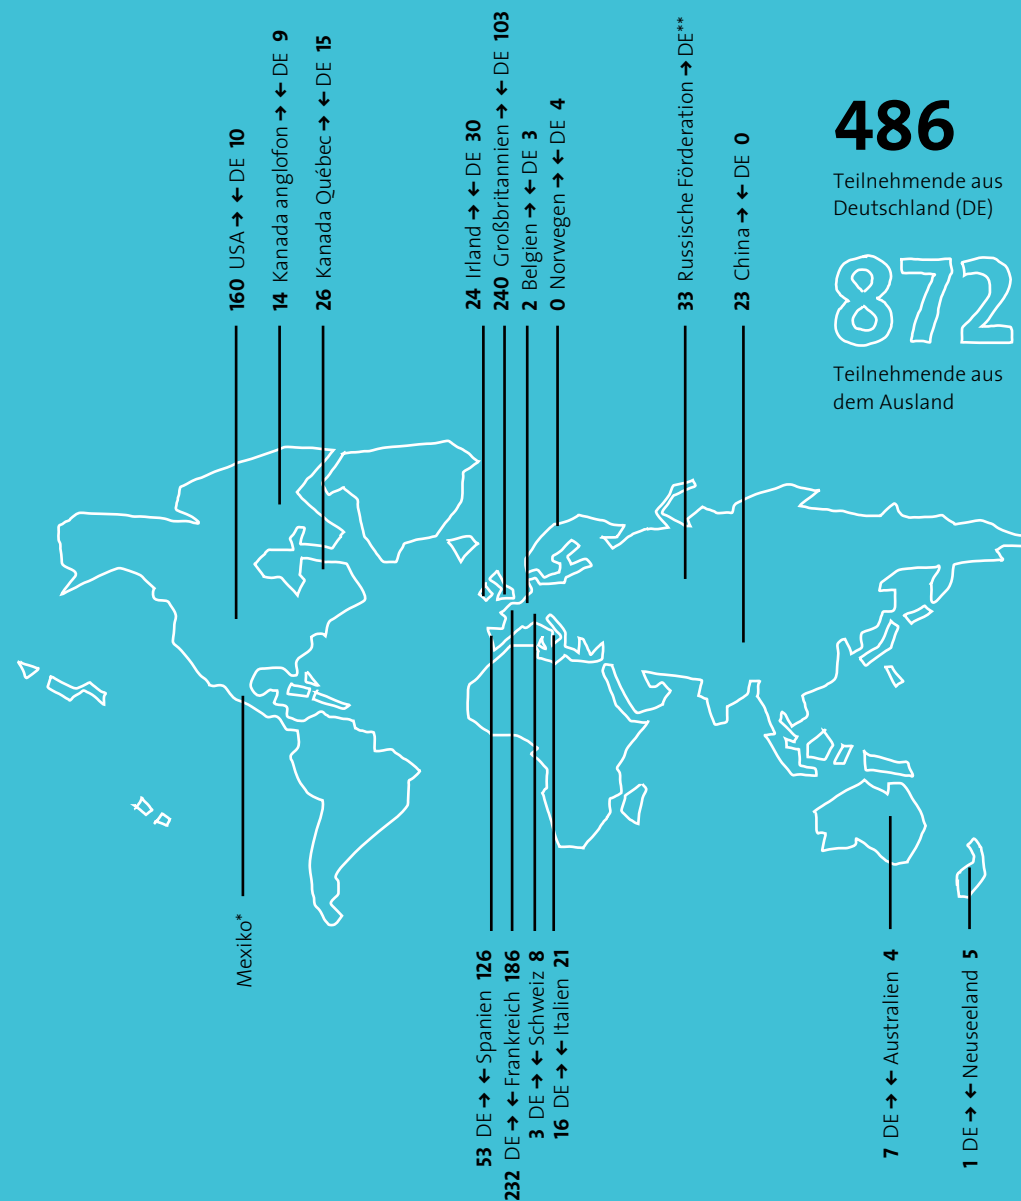 160 USA → ← DE 10
14 Kanada anglofon → ← DE 9
26 Kanada Québec → ← DE 15
24 Irland → ← DE 30
240 Großbritannien → ← DE 103
2 Belgien → ← DE 3
0 Norwegen → ← DE 4
33 Russische Förderation → DE**
23 China → ← DE 0
486
Teilnehmende aus
Deutschland (DE)
872
Teilnehmende aus
dem Ausland
Mexiko*
53 DE → ← Spanien 126
232 DE → ← Frankreich 186
3 DE → ← Schweiz 8
16 DE → ← Italien 21
7 DE → ← Australien 4
1 DE → ← Neuseeland 5